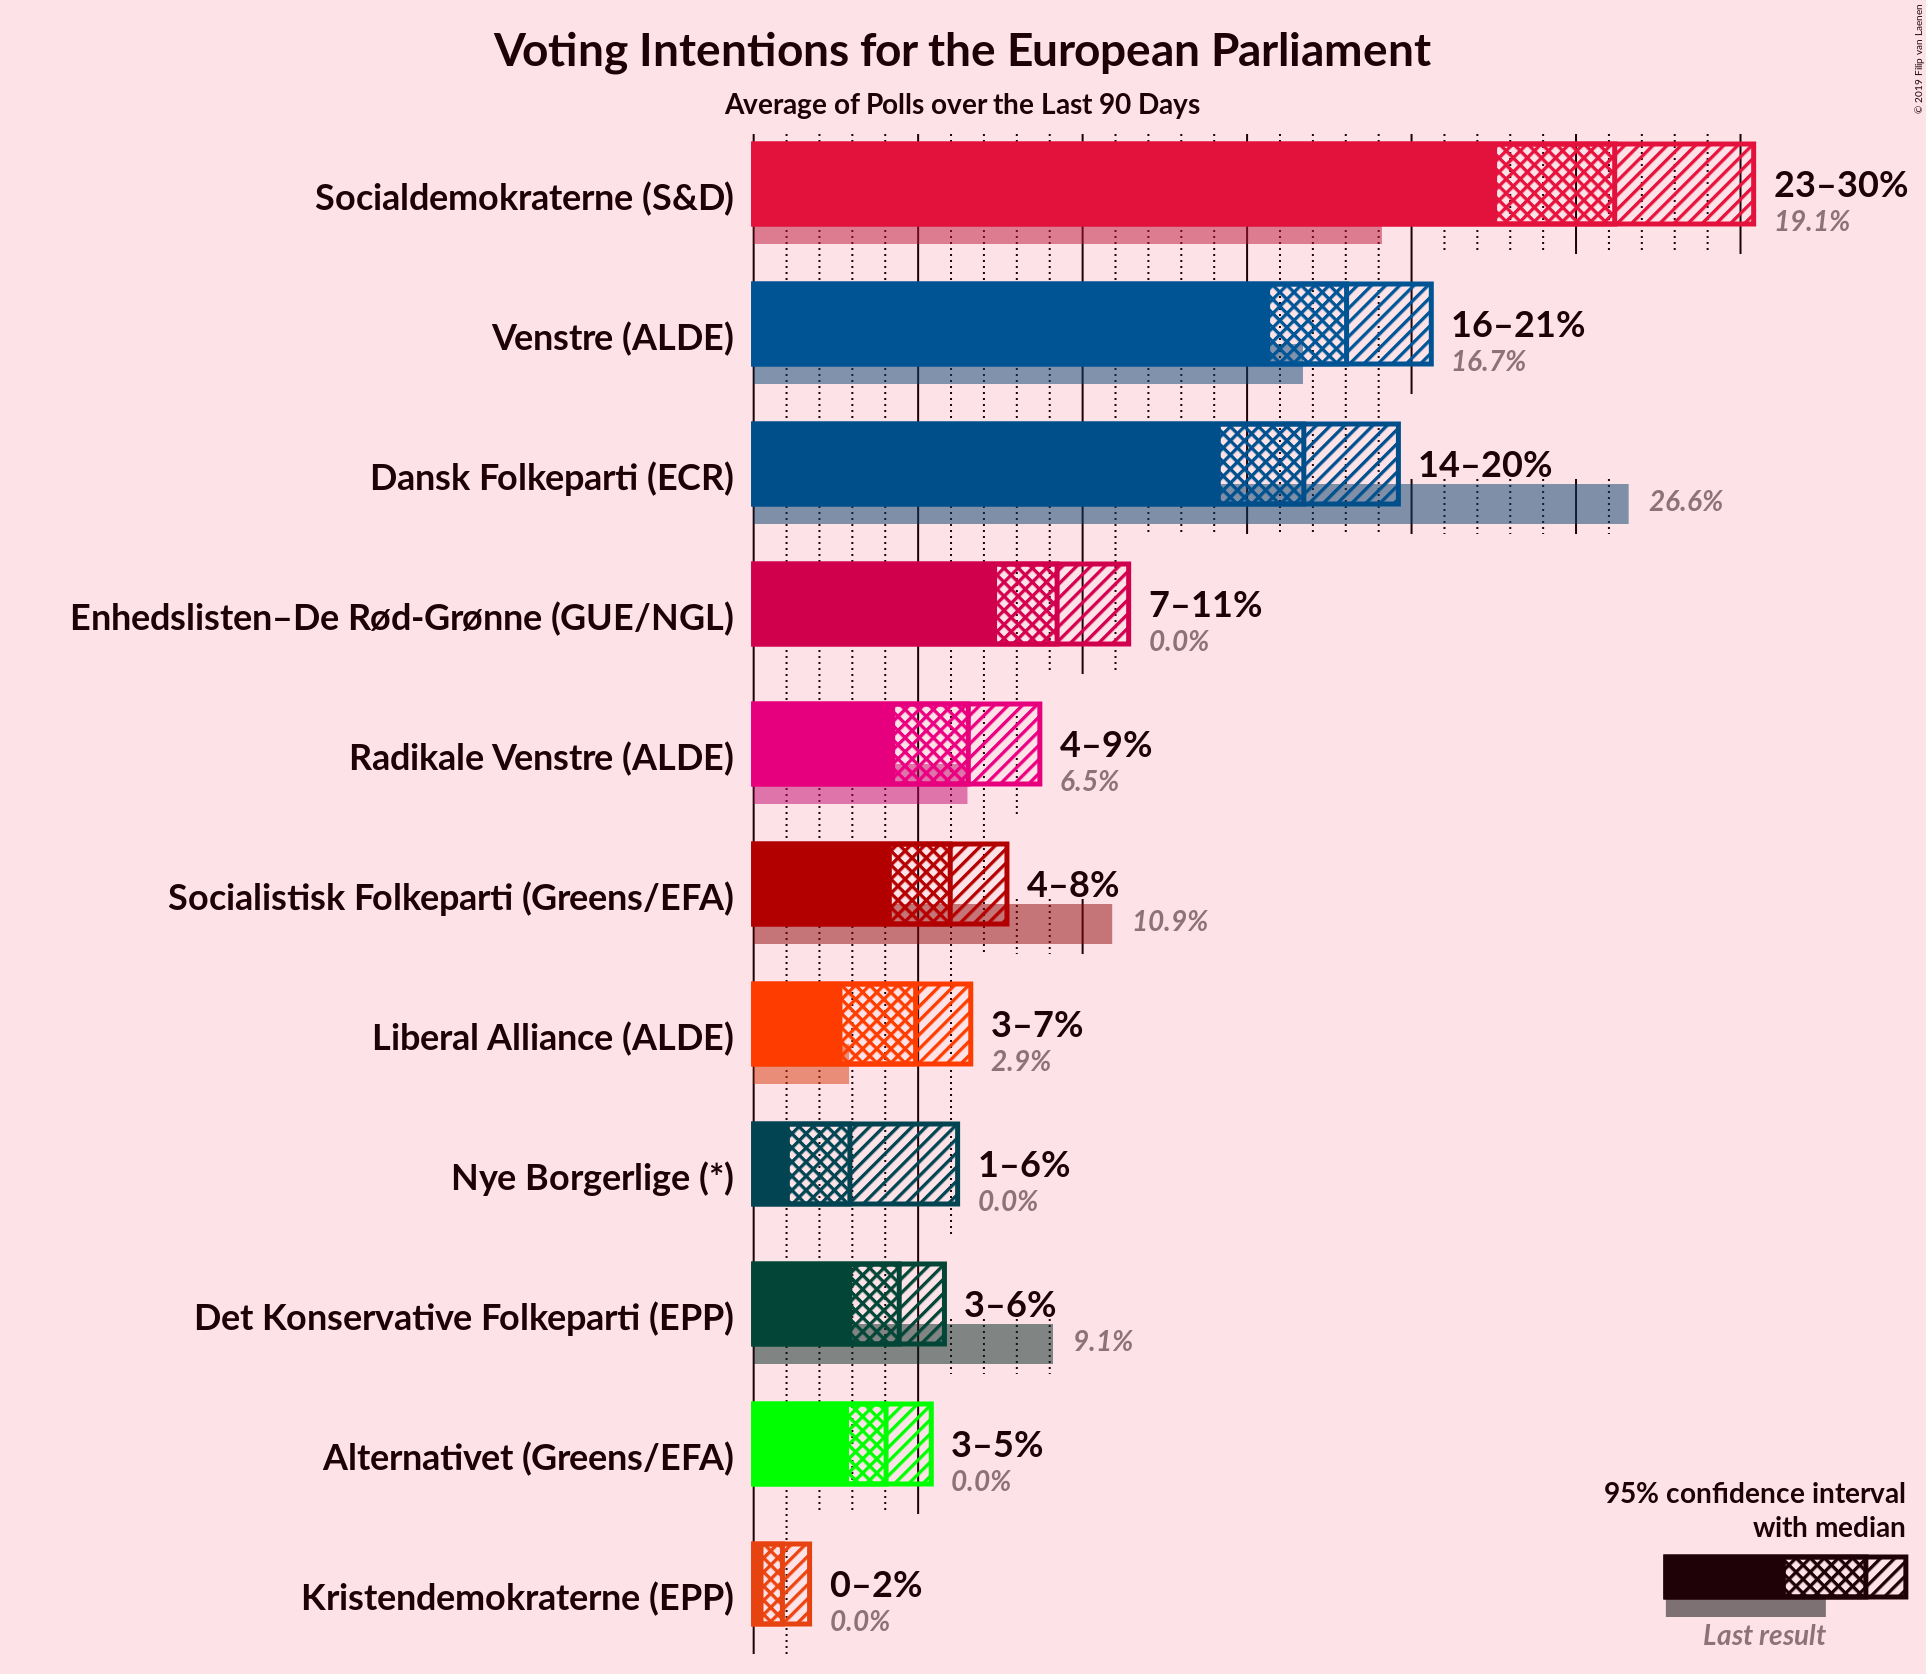 Voting Intentions for the European Parliament
Average of Polls over the Last 90 Days
© 2019 Filip van Laenen
Socialdemokraterne (S&D)
23–30%
19.1%
Venstre (ALDE)
16–21%
16.7%
Dansk Folkeparti (ECR)
14–20%
26.6%
Enhedslisten–De Rød-Grønne (GUE/NGL)
7–11%
0.0%
Radikale Venstre (ALDE)
4–9%
6.5%
Socialistisk Folkeparti (Greens/EFA)
4–8%
10.9%
Liberal Alliance (ALDE)
3–7%
2.9%
Nye Borgerlige (*)
1–6%
0.0%
Det Konservative Folkeparti (EPP)
3–6%
9.1%
Alternativet (Greens/EFA)
3–5%
0.0%
Kristendemokraterne (EPP)
0–2%
0.0%
95% confidence interval
with median
Last result